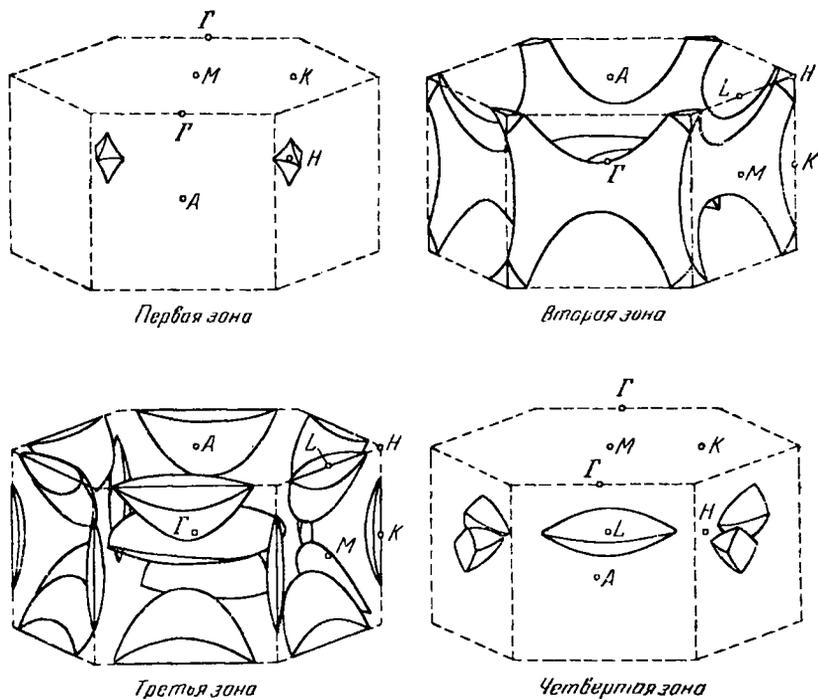 Γ
M
K
Γ
H
A
Первая зона
A
H
L
Γ
M
K
Вторая зона
A
L
H
Γ
M
K
Третья зона
Γ
M
K
Γ
L
H
A
Четвертая зона